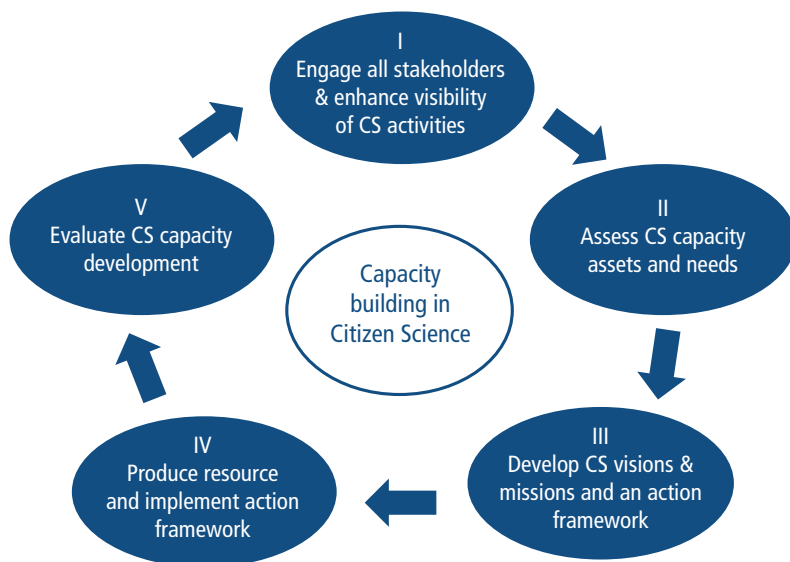 I
Engage all stakeholders
& enhance visibility
of CS activities
II
Assess CS capacity
assets and needs
III
Develop CS visions &
missions and an action
framework
IV
Produce resource
and implement action
framework
V
Evaluate CS capacity
development
Capacity
building in
Citizen Science